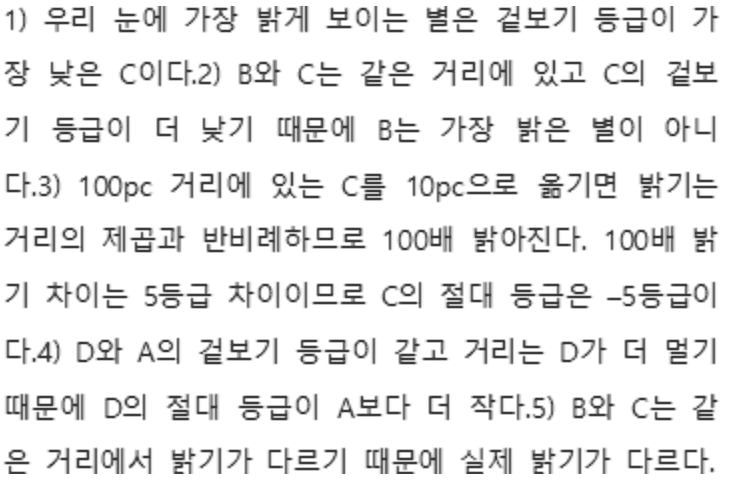 1) 우리 눈에 가장 밝게 보이는 별은 겉보기 등급이 가
장 낮은 C이다.2) B와 C는 같은 거리에 있고 C의 겉보
기 등급이 더 낮기 때문에 B는 가장 밝은 별이 아니
다.3) 100pc 거리에 있는 C를 10pc으로 옮기면 밝기는
거리의 제곱과 반비례하므로 100배 밝아진다. 100배 밝
기 차이는 5등급 차이이므로 C의 절대 등급은 –5등급이
다.4) D와 A의 겉보기 등급이 같고 거리는 D가 더 멀기
때문에 D의 절대 등급이 A보다 더 작다.5) B와 C는 같
은 거리에서 밝기가 다르기 때문에 실제 밝기가 다르다.